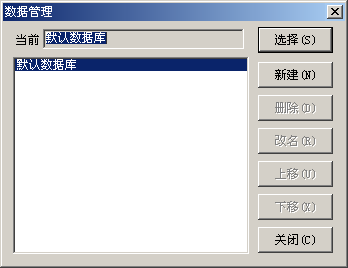 数据管理
当前 默认数据库
默认数据库
选择(S)
新建(N)
删除(D)
改名(R)
上移(U)
下移(X)
关闭(C)